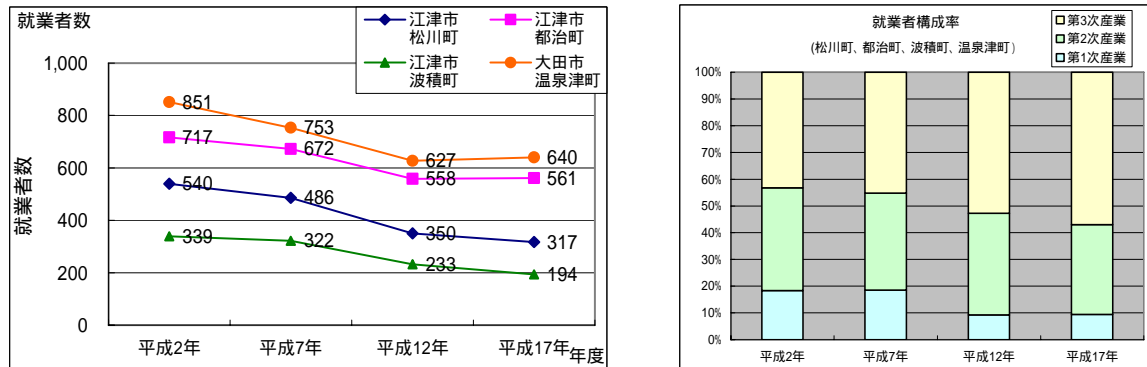 就業者数
江津市
松川町
江津市
都治町
江津市
波積町
大田市
温泉津町
就業者数
1,000
800
600
400
200
0
851
753
627
640
717
672
558
561
540
486
350
317
339
322
233
194
平成2年
平成7年
平成12年
平成17年
年度
就業者構成率
(松川町、都治町、波積町、温泉津町)
第3次産業
第2次産業
第1次産業
100%
90%
80%
70%
60%
50%
40%
30%
20%
10%
0%
平成2年
平成7年
平成12年
平成17年